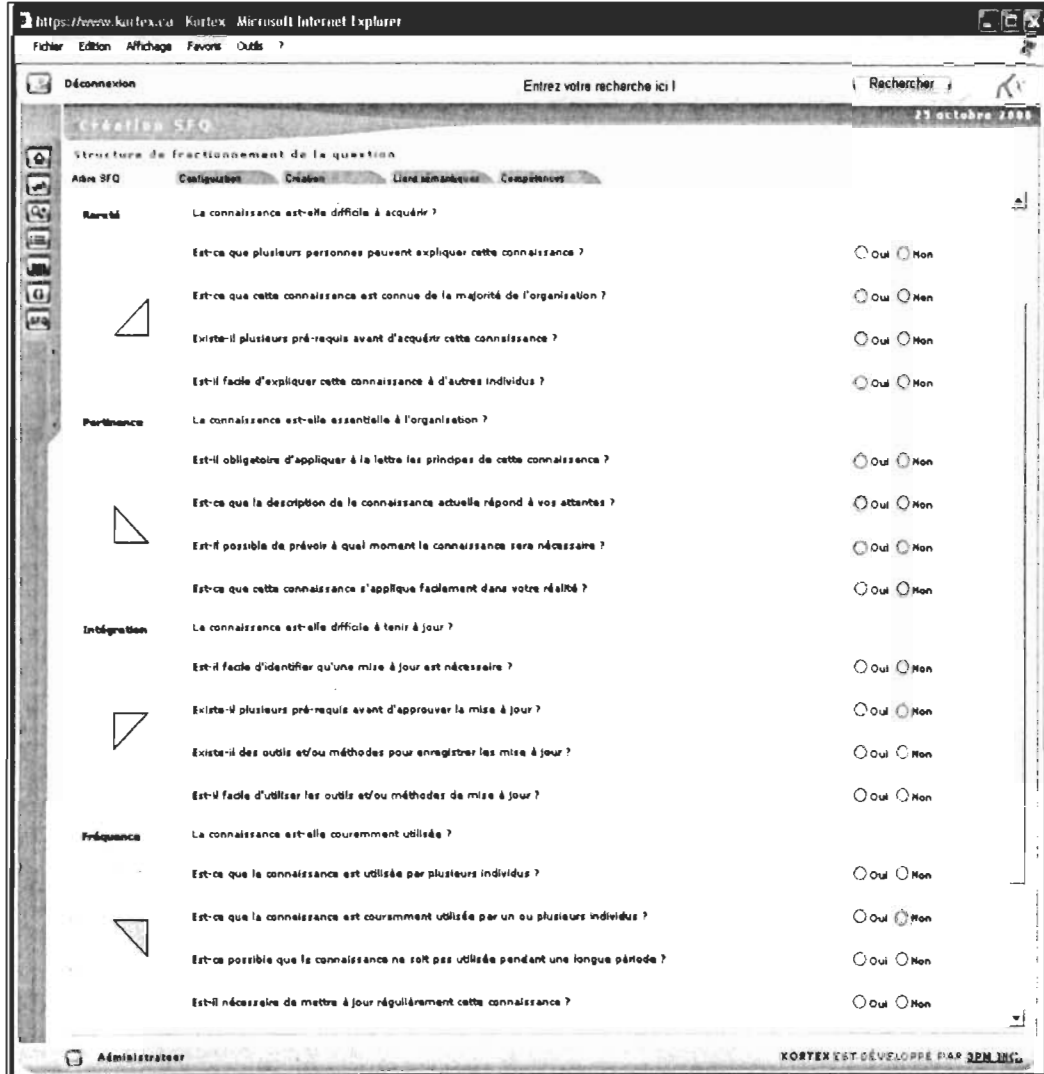 https://www.kortex.ca Kortex Microsoft Internet Explorer
Fichier Edition Affichage Favoris Outils ?
Déconnexion Entrez votre recherche ici ! Rechercher
Création SFQ
Structure de fractionnement de la question
Arbre SFQ Configuration Création Liens sémantiques Compétences
Rareté La connaissance est-elle difficile à acquérir ?
Est-ce que plusieurs personnes peuvent expliquer cette connaissance ? Oui Non
Est-ce que cette connaissance est connue de la majorité de l'organisation ? Oui Non
Existe-il plusieurs pré-requis avant d'acquérir cette connaissance ? Oui Non
Est-il facile d'expliquer cette connaissance à d'autres individus ? Oui Non
Pertinence La connaissance est-elle essentielle à l'organisation ?
Est-il obligatoire d'appliquer à la lettre les principes de cette connaissance ? Oui Non
Est-ce que la description de la connaissance actuelle répond à vos attentes ? Oui Non
Est-il possible de prévoir à quel moment la connaissance sera nécessaire ? Oui Non
Est-ce que cette connaissance s'applique facilement dans votre réalité ? Oui Non
Intégration La connaissance est-elle difficile à tenir à jour ?
Est-il facile d'identifier qu'une mise à jour est nécessaire ? Oui Non
Existe-il plusieurs pré-requis avant d'approuver la mise à jour ? Oui Non
Existe-il des outils et/ou méthodes pour enregistrer les mise à jour ? Oui Non
Est-il facile d'utiliser les outils et/ou méthodes de mise à jour ? Oui Non
Fréquence La connaissance est-elle couremment utilisée ?
Est-ce que la connaissance est utilisée par plusieurs individus ? Oui Non
Est-ce que la connaissance est couramment utilisée par un ou plusieurs individus ? Oui Non
Est-ce possible que la connaissance ne soit pas utilisée pendant une longue période ? Oui Non
Est-il nécessaire de mettre à jour régulièrement cette connaissance ? Oui Non
Administrateur KORTEX EST DÉVELOPPÉ PAR 3PM INC.